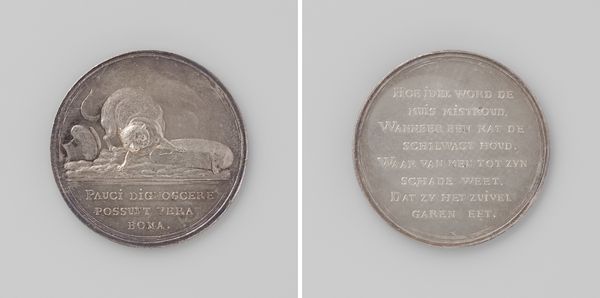 PAUCI DIGNOSCERE
POSSUNT VERA
BONA.
HOE IDEL WORD DE
MUIS MISTROUD,
WANNEER EEN KAT DE
SCHILWAGT HOUD.
WAAR VAN MEN TOT ZYN
SCHADE WEET,
DAT ZY HET ZUIVEL
GAREN EET.